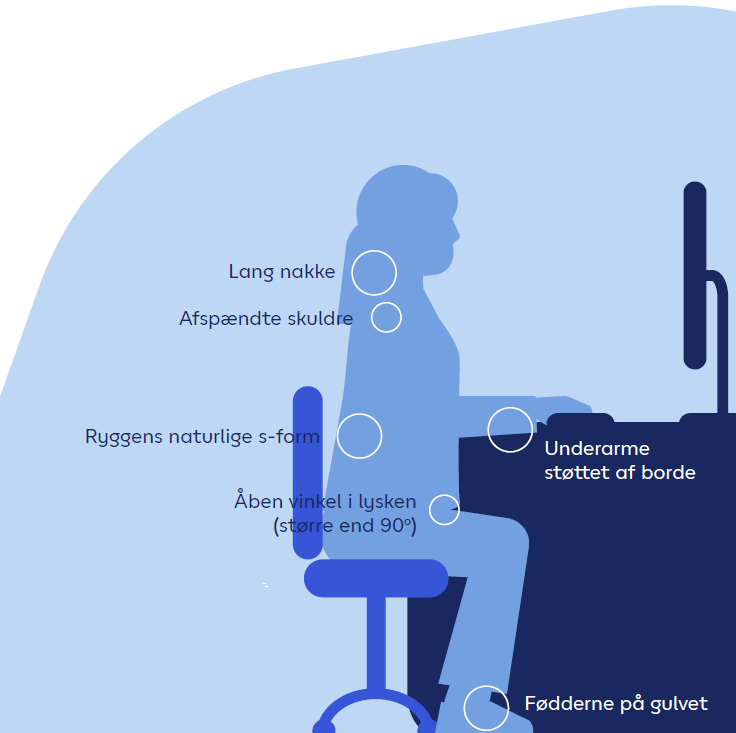 Lang nakke
Afspændte skuldre
Ryggens naturlige s-form
Underarme
støttet af borde
Åben vinkel i lysken
(større end 90º)
Fødderne på gulvet